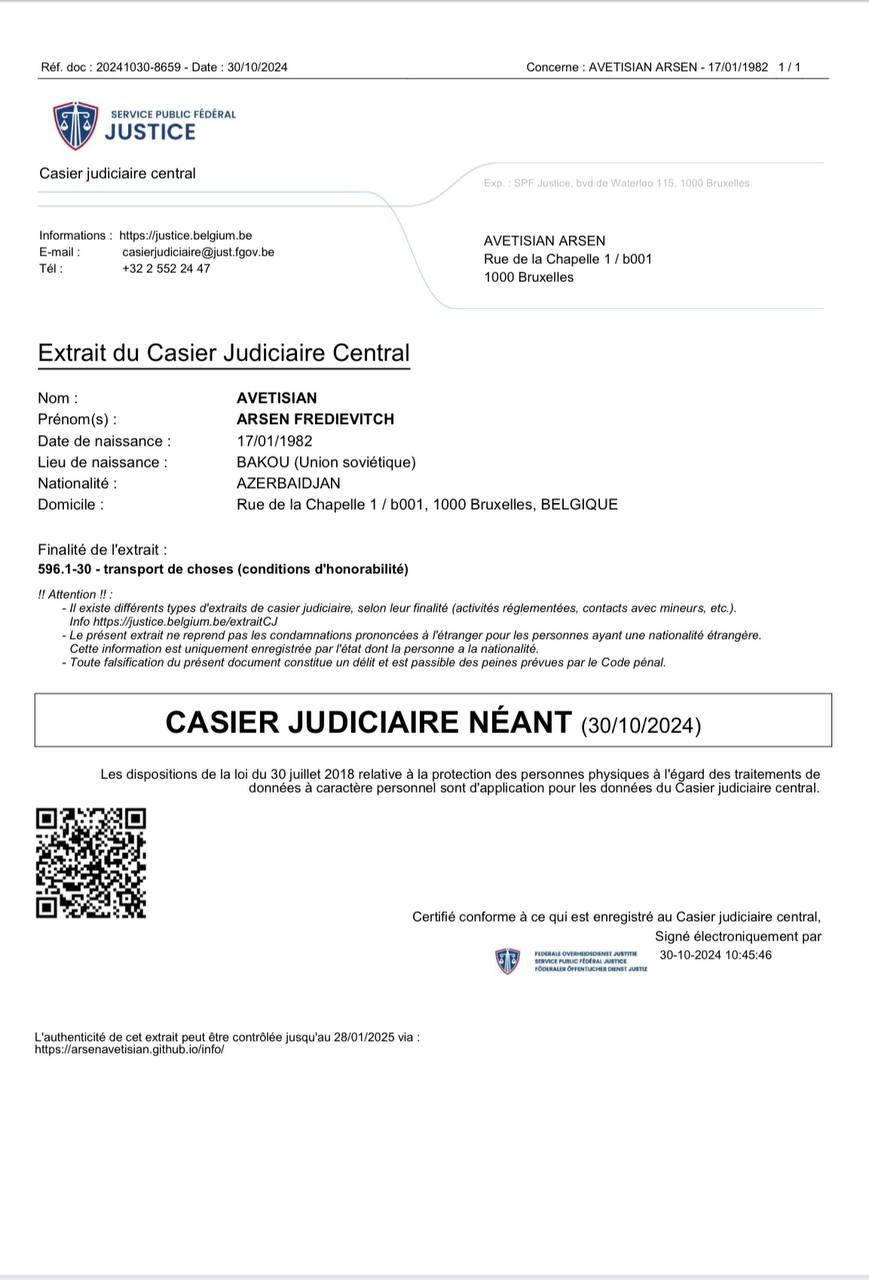 Réf. doc : 20241030-8659 - Date : 30/10/2024
Concerne : AVETISIAN ARSEN - 17/01/1982 1 / 1
SERVICE PUBLIC FÉDÉRAL
JUSTICE
Casier judiciaire central
Exp. : SPF Justice, bvd de Waterloo 115, 1000 Bruxelles
Informations : https://justice.belgium.be
E-mail : casierjudiciaire@just.fgov.be
Tél : +32 2 552 24 47
AVETISIAN ARSEN
Rue de la Chapelle 1 / b001
1000 Bruxelles
Extrait du Casier Judiciaire Central
Nom : AVETISIAN
Prénom(s) : ARSEN FREDIEVITCH
Date de naissance : 17/01/1982
Lieu de naissance : BAKOU (Union soviétique)
Nationalité : AZERBAIDJAN
Domicile : Rue de la Chapelle 1 / b001, 1000 Bruxelles, BELGIQUE
Finalité de l'extrait :
596.1-30 - transport de choses (conditions d'honorabilité)
!! Attention !! :
- Il existe différents types d'extraits de casier judiciaire, selon leur finalité (activités réglementées, contacts avec mineurs, etc.).
Info https://justice.belgium.be/extraitCJ
- Le présent extrait ne reprend pas les condamnations prononcées à l'étranger pour les personnes ayant une nationalité étrangère.
Cette information est uniquement enregistrée par l'état dont la personne a la nationalité.
- Toute falsification du présent document constitue un délit et est passible des peines prévues par le Code pénal.
CASIER JUDICIAIRE NÉANT (30/10/2024)
Les dispositions de la loi du 30 juillet 2018 relative à la protection des personnes physiques à l'égard des traitements de
données à caractère personnel sont d'application pour les données du Casier judiciaire central.
Certifié conforme à ce qui est enregistré au Casier judiciaire central,
Signé électroniquement par
FEDERALE OVERHEIDSDIENST JUSTITIE
SERVICE PUBLIC FÉDÉRAL JUSTICE
FÖDERALER ÖFFENTLICHER DIENST JUSTIZ
30-10-2024 10:45:46
L'authenticité de cet extrait peut être contrôlée jusqu'au 28/01/2025 via :
https://arsenavetisian.github.io/info/